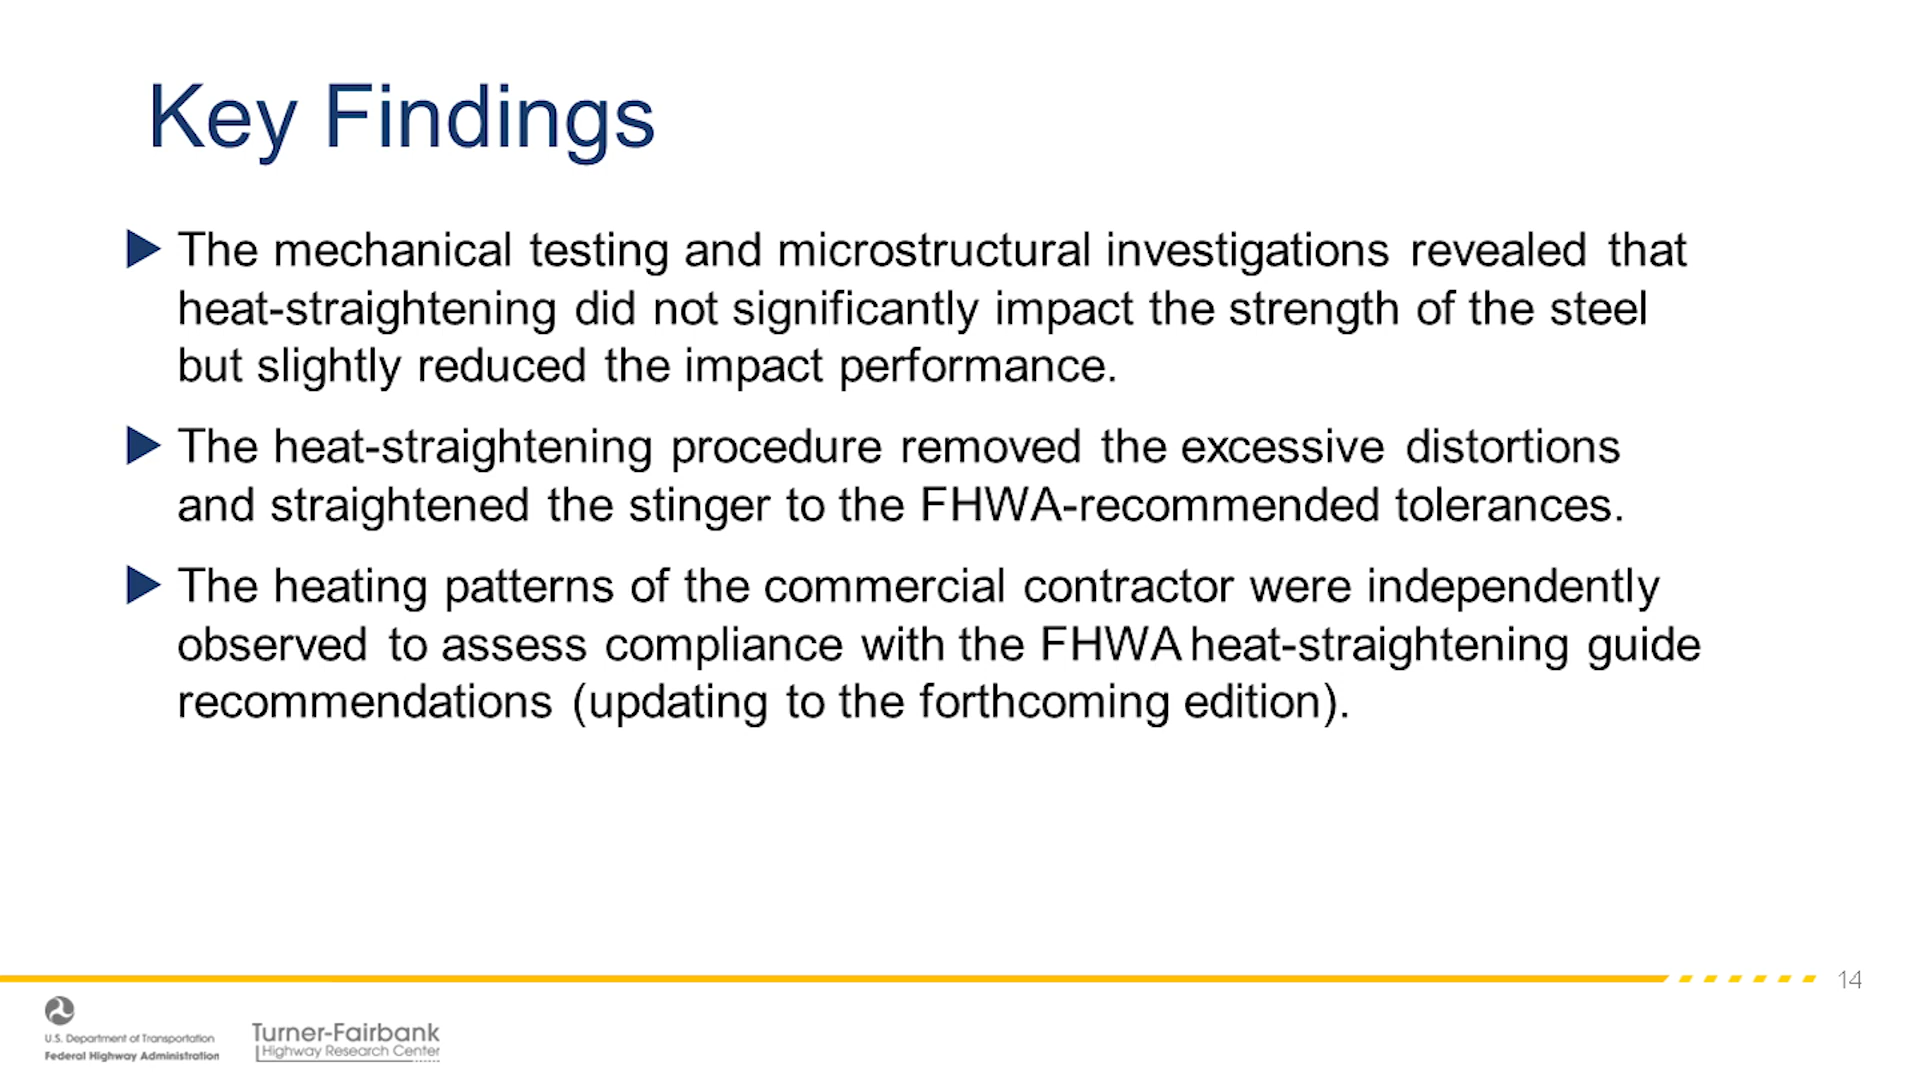 Key Findings
The mechanical testing and microstructural investigations revealed that
heat-straightening did not significantly impact the strength of the steel
but slightly reduced the impact performance.
The heat-straightening procedure removed the excessive distortions
and straightened the stinger to the FHWA-recommended tolerances.
The heating patterns of the commercial contractor were independently
observed to assess compliance with the FHWA heat-straightening guide
recommendations (updating to the forthcoming edition).
14
U.S. Department of Transportation
Federal Highway Administration
Turner-Fairbank
Highway Research Center